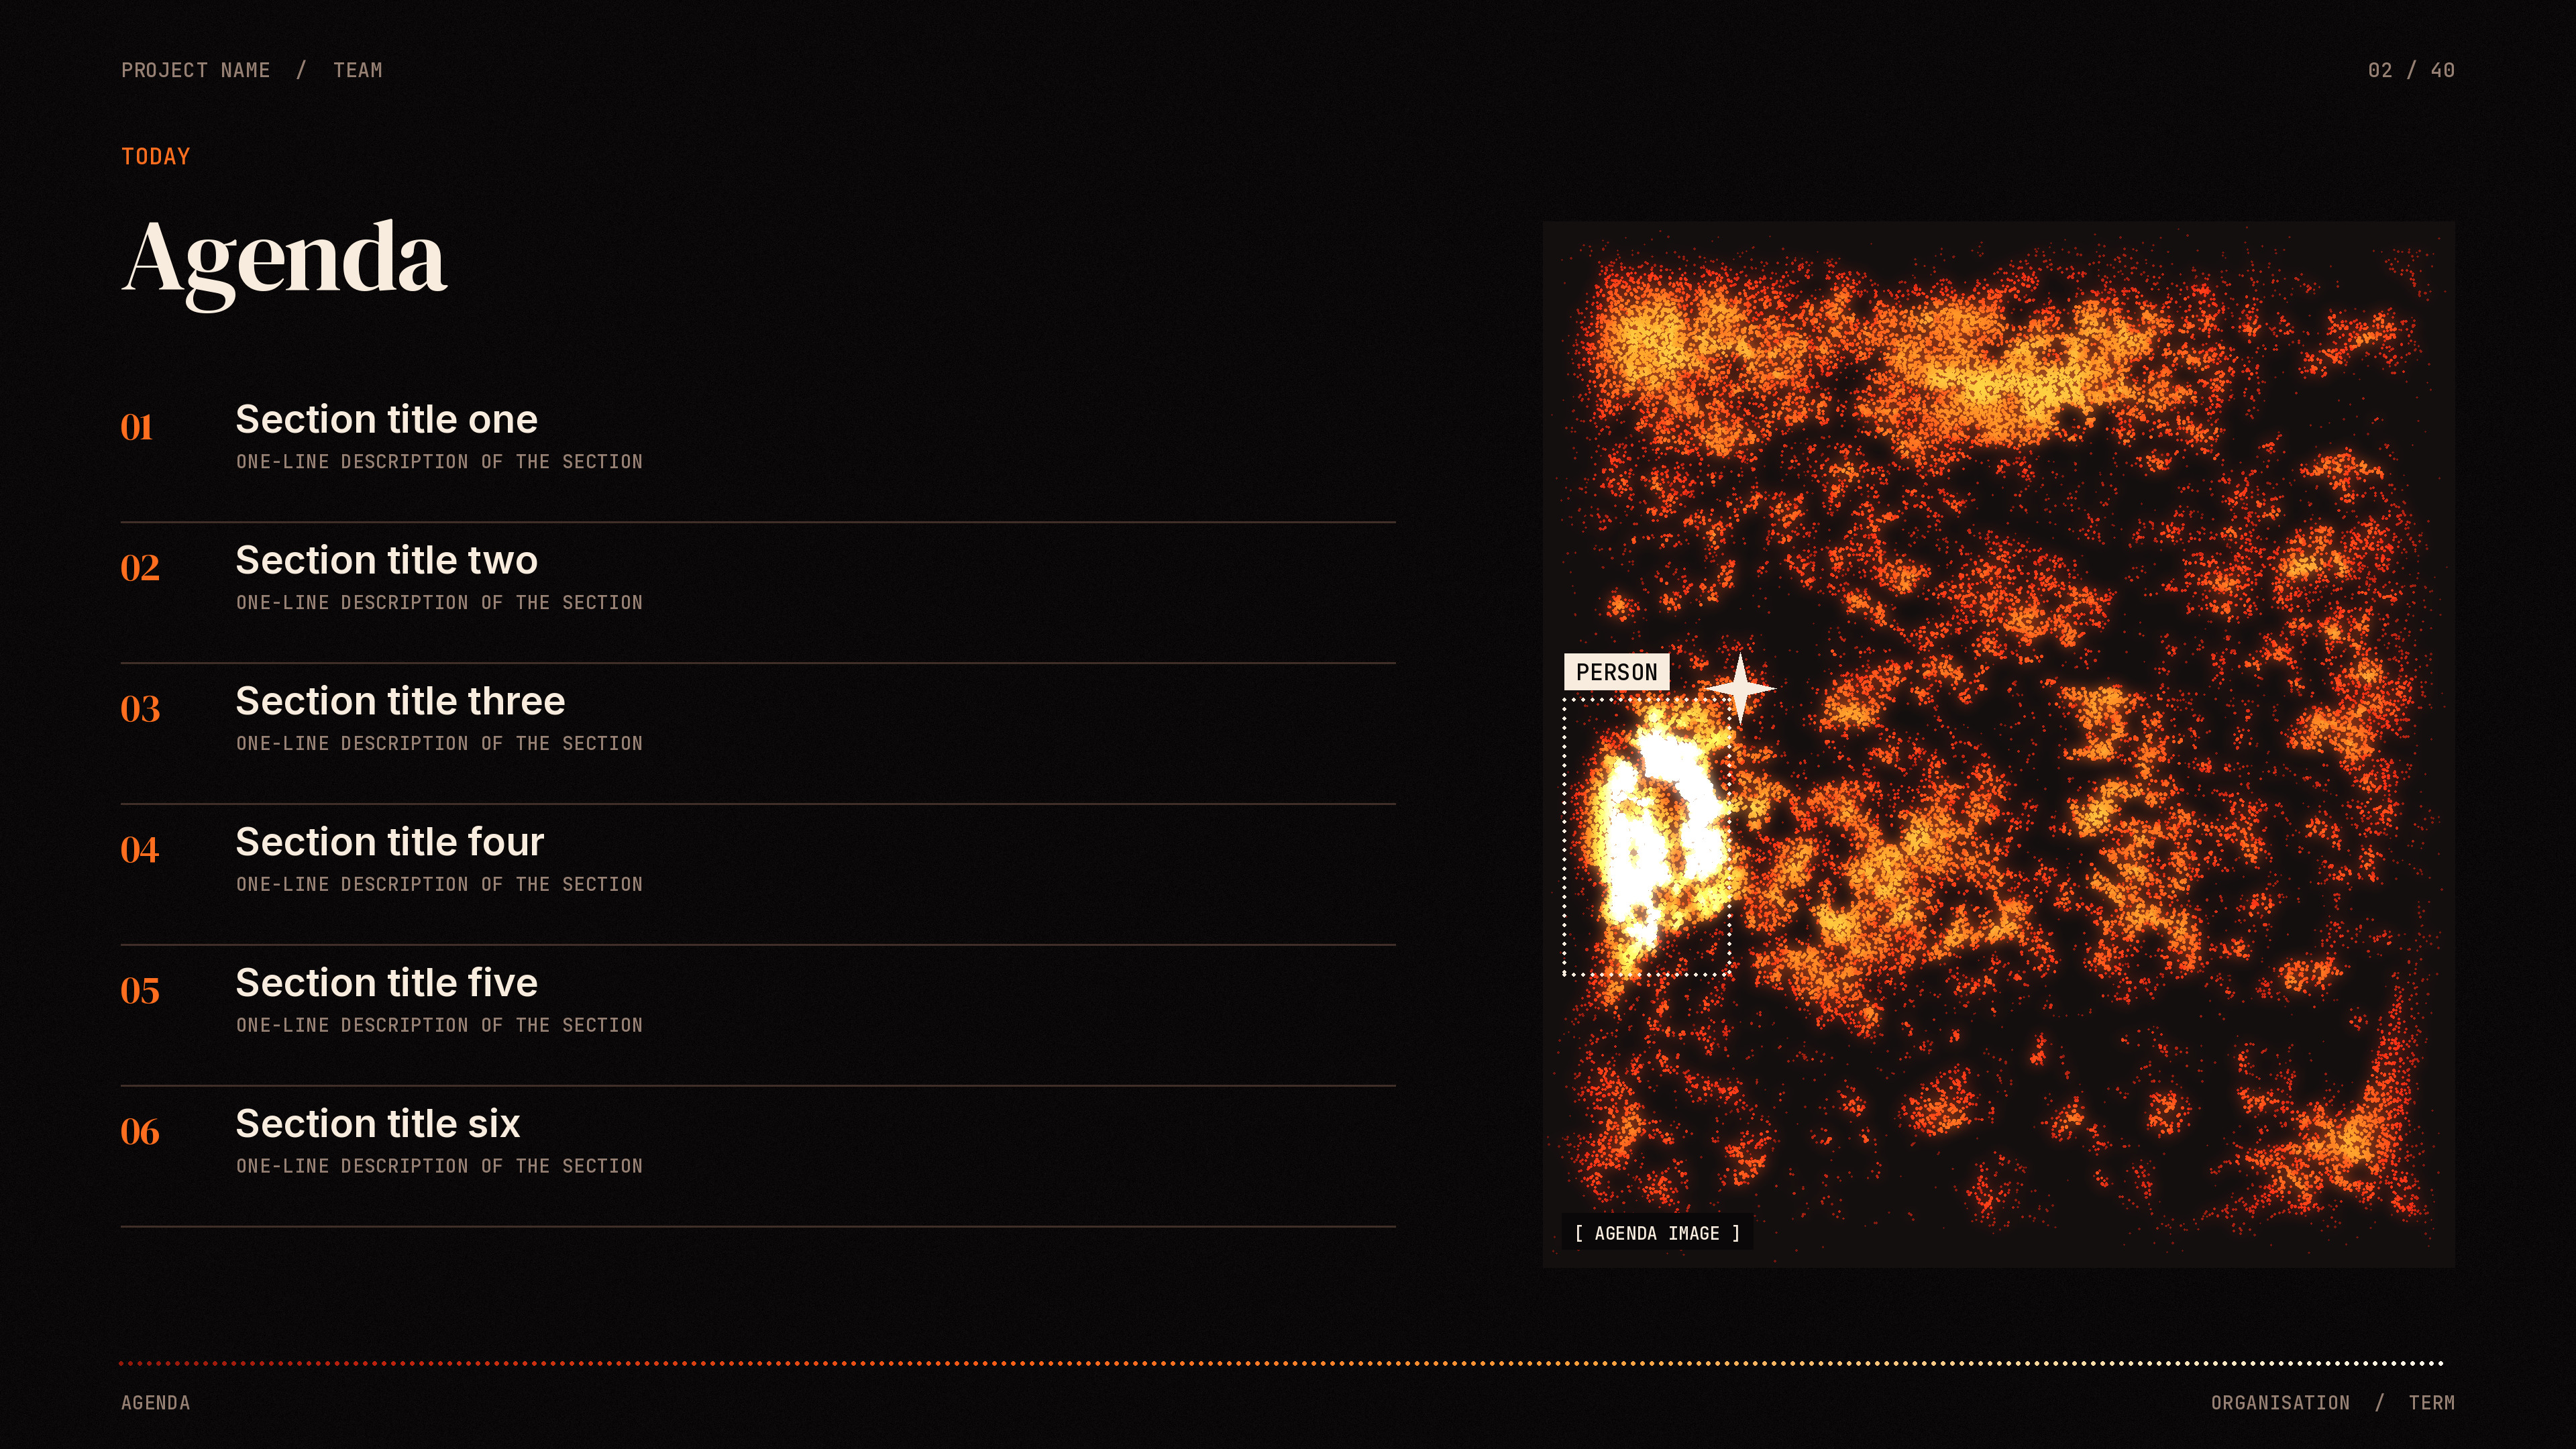 PROJECT NAME / TEAM
02 / 40
TODAY
Agenda
01 Section title one
ONE-LINE DESCRIPTION OF THE SECTION
02 Section title two
ONE-LINE DESCRIPTION OF THE SECTION
03 Section title three
ONE-LINE DESCRIPTION OF THE SECTION
04 Section title four
ONE-LINE DESCRIPTION OF THE SECTION
05 Section title five
ONE-LINE DESCRIPTION OF THE SECTION
06 Section title six
ONE-LINE DESCRIPTION OF THE SECTION
PERSON
[ AGENDA IMAGE ]
AGENDA
ORGANISATION / TERM